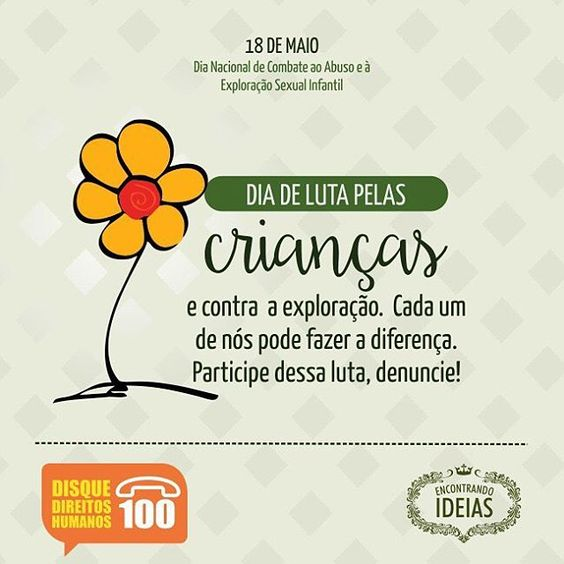 18 DE MAIO
Dia Nacional de Combate ao Abuso e à
Exploração Sexual Infantil
DIA DE LUTA PELAS
crianças
e contra a exploração. Cada um
de nós pode fazer a diferença.
Participe dessa luta, denuncie!
DISQUE
DIREITOS
HUMANOS
100
ENCONTRANDO
IDEIAS